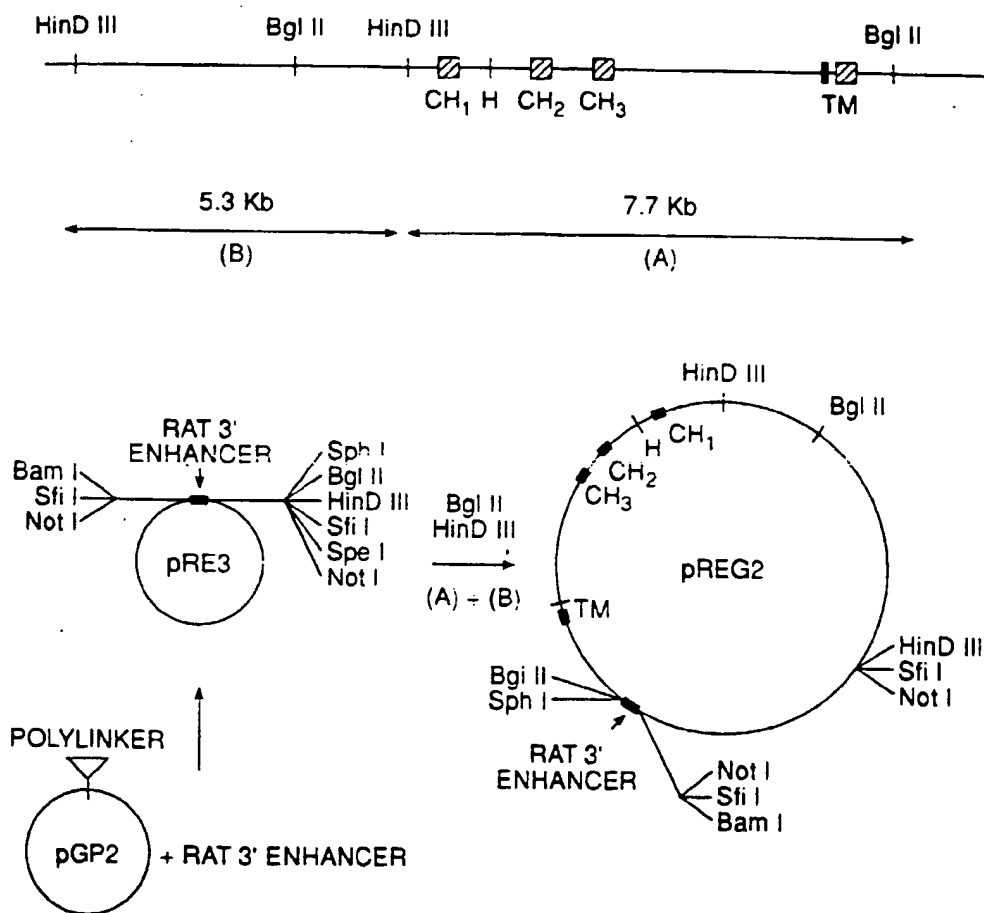 HinD III
Bgl II
HinD III
Bgl II
CH1
H
CH2
CH3
TM
5.3 Kb
7.7 Kb
(B)
(A)
RAT 3'
ENHANCER
Bam I
Sfi I
Not I
Sph I
Bgl II
HinD III
Sfi I
Spe I
Not I
pRE3
Bgl II
HinD III
(A) + (B)
HinD III
Bgl II
CH1
H
CH2
CH3
pREG2
TM
Bgl II
Sph I
HinD III
Sfi I
Not I
RAT 3'
ENHANCER
Not I
Sfi I
Bam I
POLYLINKER
pGP2
+ RAT 3' ENHANCER